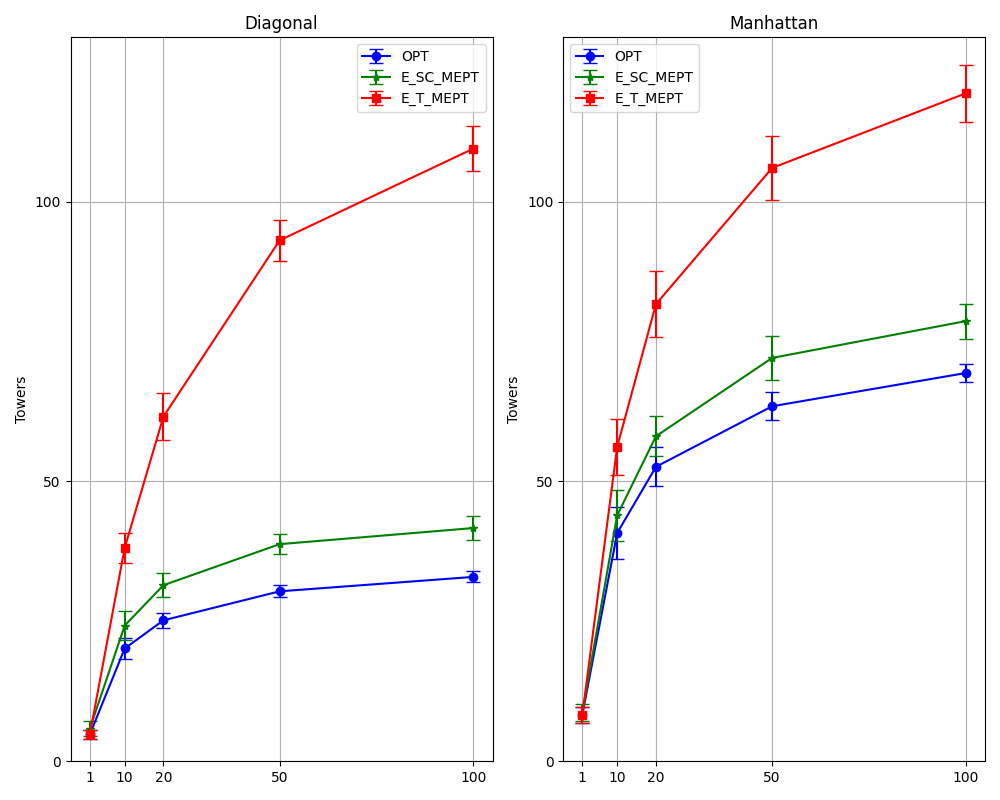 Diagonal
OPT
E_SC_MEPT
E_T_MEPT
Towers
100
50
0
1 10 20 50 100
Manhattan
OPT
E_SC_MEPT
E_T_MEPT
Towers
100
50
0
1 10 20 50 100